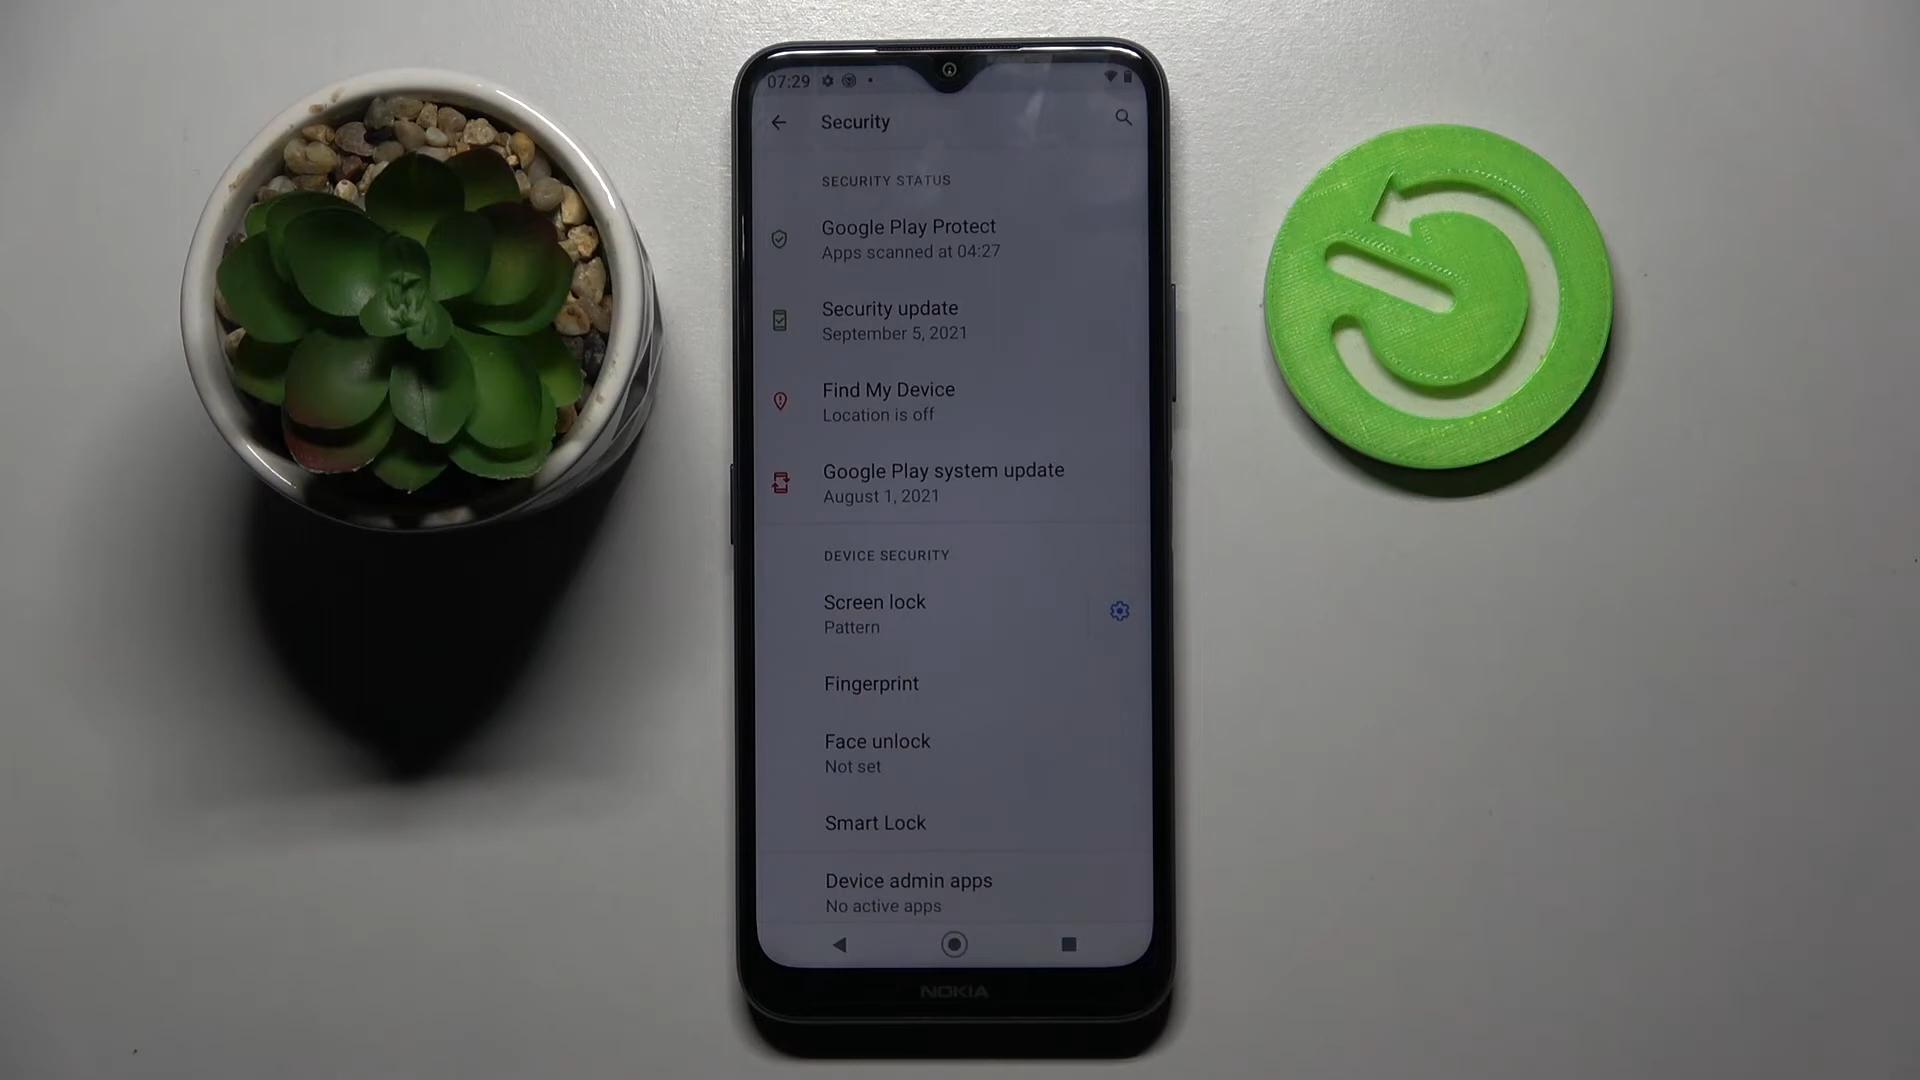 07:29
Security
SECURITY STATUS
Google Play Protect
Apps scanned at 04:27
Security update
September 5, 2021
Find My Device
Location is off
Google Play system update
August 1, 2021
DEVICE SECURITY
Screen lock
Pattern
Fingerprint
Face unlock
Not set
Smart Lock
Device admin apps
No active apps
NOKIA